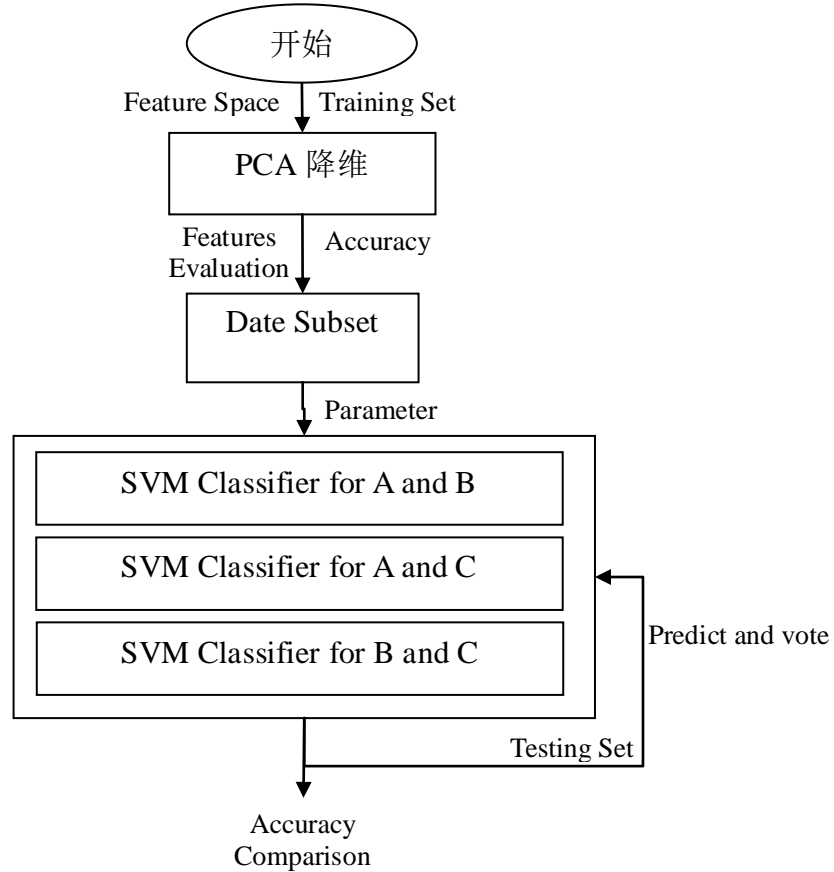 开始
Feature Space Training Set
PCA 降维
Features
Evaluation
Accuracy
Date Subset
Parameter
SVM Classifier for A and B
SVM Classifier for A and C
SVM Classifier for B and C
Predict and vote
Testing Set
Accuracy
Comparison